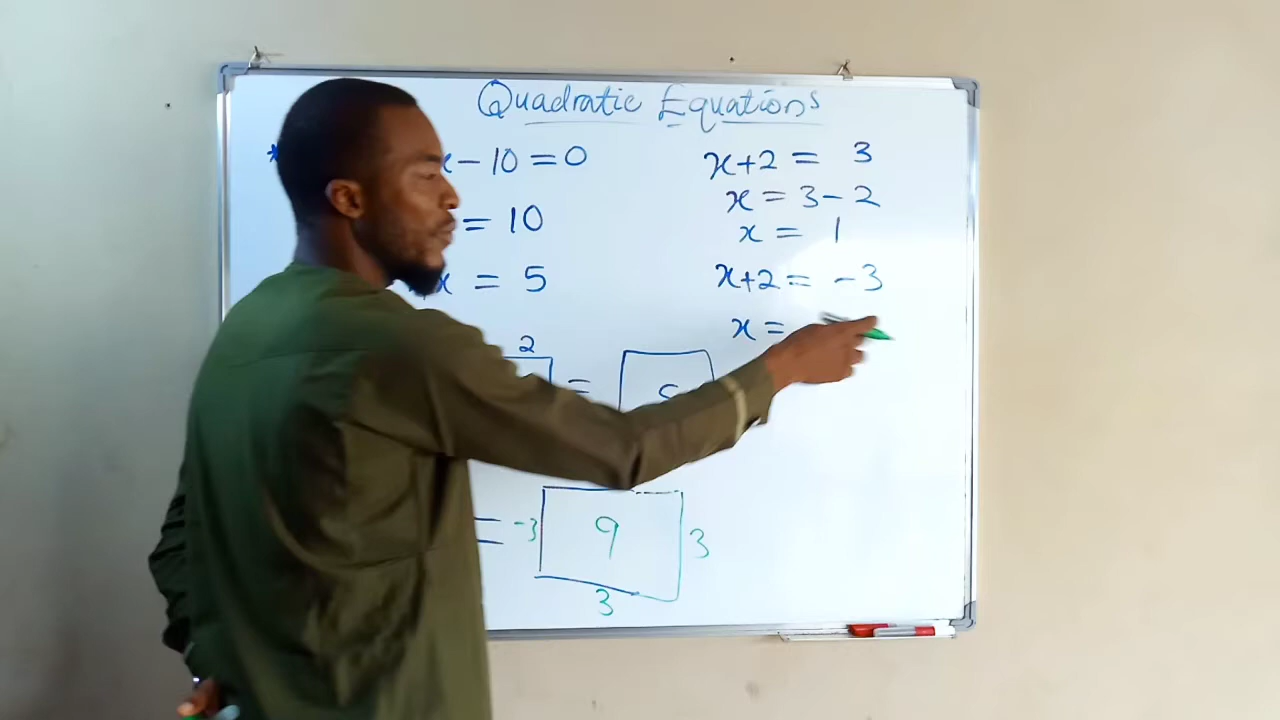 Quadratic Equations
* x - 10 = 0
= 10
x = 5
2
=
= -3 9 3
3
x+2 = 3
x = 3 - 2
x = 1
x+2 = -3
x =